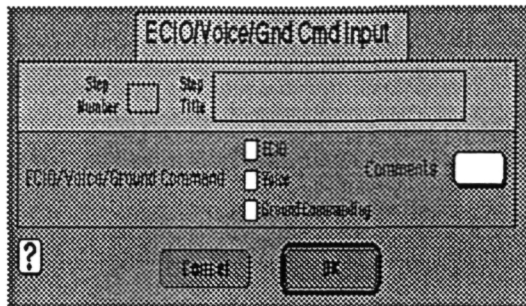 ECIO/Voice/Gnd Cmd Input
Step Number
Step Title
ECIO
ECIO/Voice/Ground Command
Voice
Comments
Ground Commanding
?
Cancel
OK